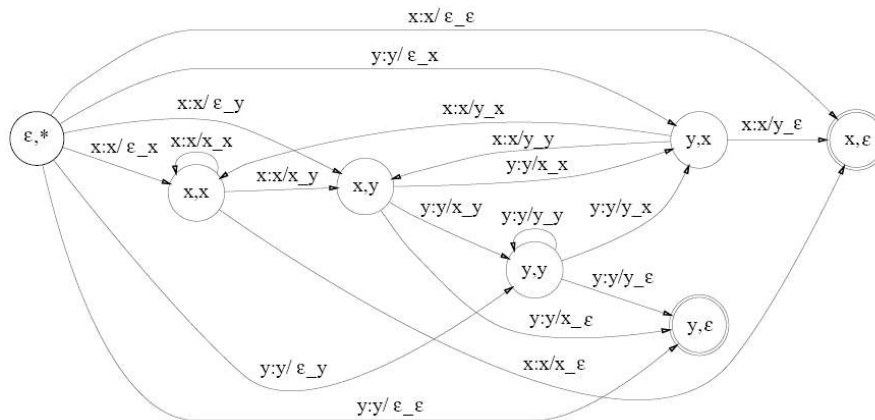 x:x/ ε_ε
y:y/ ε_x
x:x/ ε_y
x:x/y_x
ε,*
x:x/ ε_x
x:x/x_x
x:x/y_y
y,x
x:x/y_ε
x,ε
x,x
x:x/x_y
x,y
y:y/x_x
y:y/x_y
y:y/y_y
y:y/y_x
y,y
y:y/y_ε
y:y/x_ε
y,ε
y:y/ ε_y
x:x/x_ε
y:y/ ε_ε